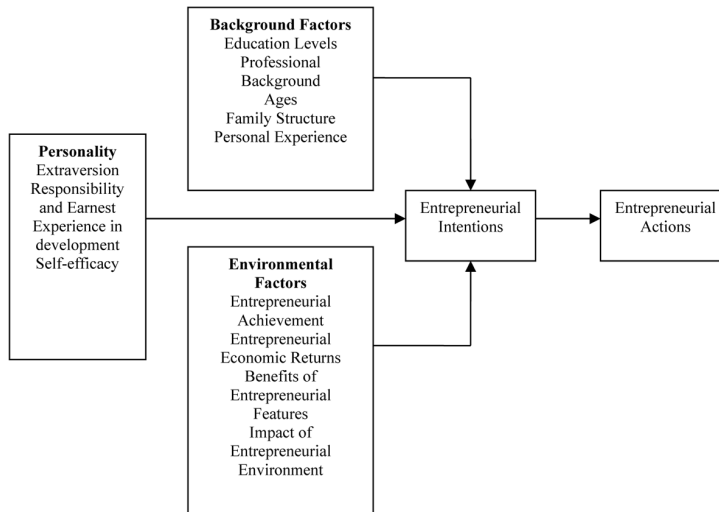 Background Factors
Education Levels
Professional
Background
Ages
Family Structure
Personal Experience
Personality
Extraversion
Responsibility
and Earnest
Experience in
development
Self-efficacy
Entrepreneurial
Intentions
Entrepreneurial
Actions
Environmental
Factors
Entrepreneurial
Achievement
Entrepreneurial
Economic Returns
Benefits of
Entrepreneurial
Features
Impact of
Entrepreneurial
Environment